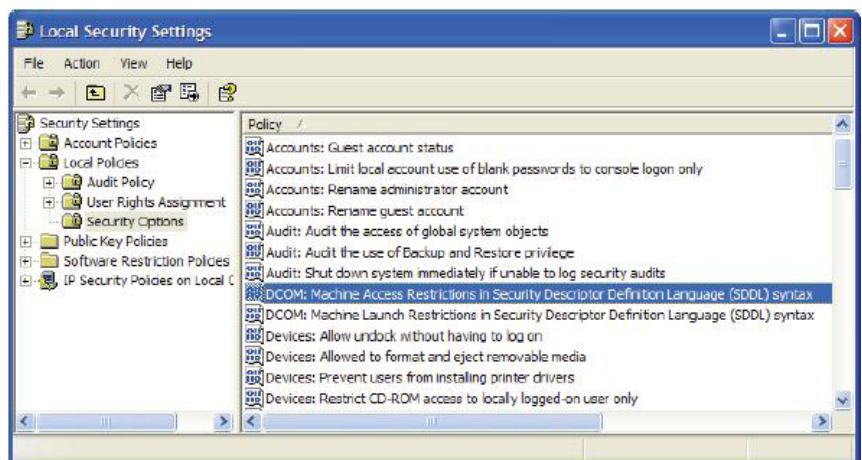 Local Security Settings
File Action View Help
Security Settings
Account Policies
Local Policies
Audit Policy
User Rights Assignment
Security Options
Public Key Policies
Software Restriction Policies
IP Security Policies on Local C
Policy
Accounts: Guest account status
Accounts: Limit local account use of blank passwords to console logon only
Accounts: Rename administrator account
Accounts: Rename guest account
Audit: Audit the access of global system objects
Audit: Audit the use of Backup and Restore privilege
Audit: Shut down system immediately if unable to log security audits
DCOM: Machine Access Restrictions in Security Descriptor Definition Language (SDDL) syntax
DCOM: Machine Launch Restrictions in Security Descriptor Definition Language (SDDL) syntax
Devices: Allow undock without having to log on
Devices: Allowed to format and eject removable media
Devices: Prevent users from installing printer drivers
Devices: Restrict CD-ROM access to locally logged-on user only